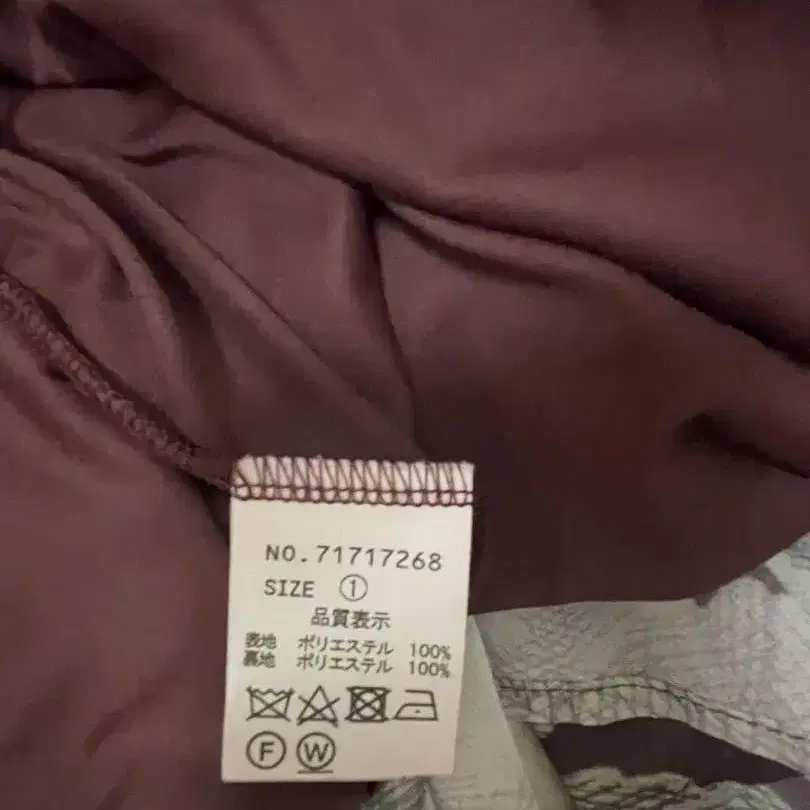 NO.71717268
SIZE ①
品質表示
表地 ポリエステル 100%
裏地 ポリエステル 100%
Ⓕ Ⓦ